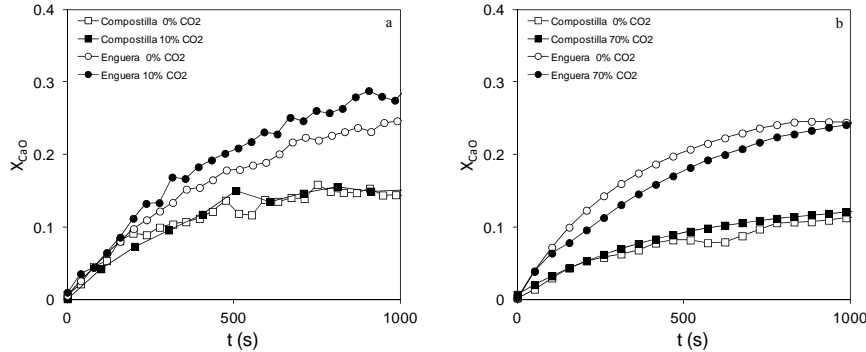 0.4
0.3
0.2
0.1
0
X CaO
0
500
1000
t (s)
Compostilla 0% CO2
Compostilla 10% CO2
Enguera 0% CO2
Enguera 10% CO2
a
0.4
0.3
0.2
0.1
0
X CaO
0
500
1000
t (s)
Compostilla 0% CO2
Compostilla 70% CO2
Enguera 0% CO2
Enguera 70% CO2
b